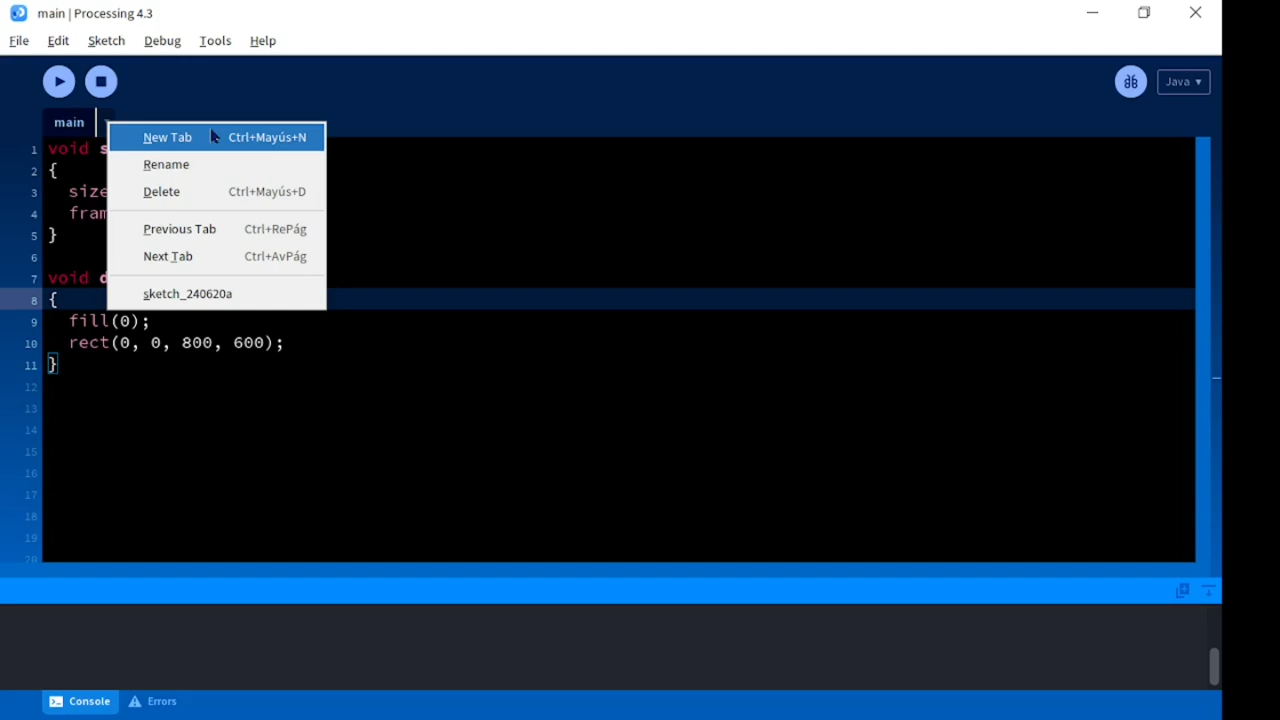 main | Processing 4.3
File Edit Sketch Debug Tools Help
Java ▾
main
New Tab Ctrl+Mayús+N
Rename
Delete Ctrl+Mayús+D
Previous Tab Ctrl+RePág
Next Tab Ctrl+AvPág
sketch_240620a
1 void s
2 {
3 size
4 fram
5 }
6
7 void d
8 {
9 fill(0);
10 rect(0, 0, 800, 600);
11 }
12
13
14
15
16
17
18
19
20
Console Errors